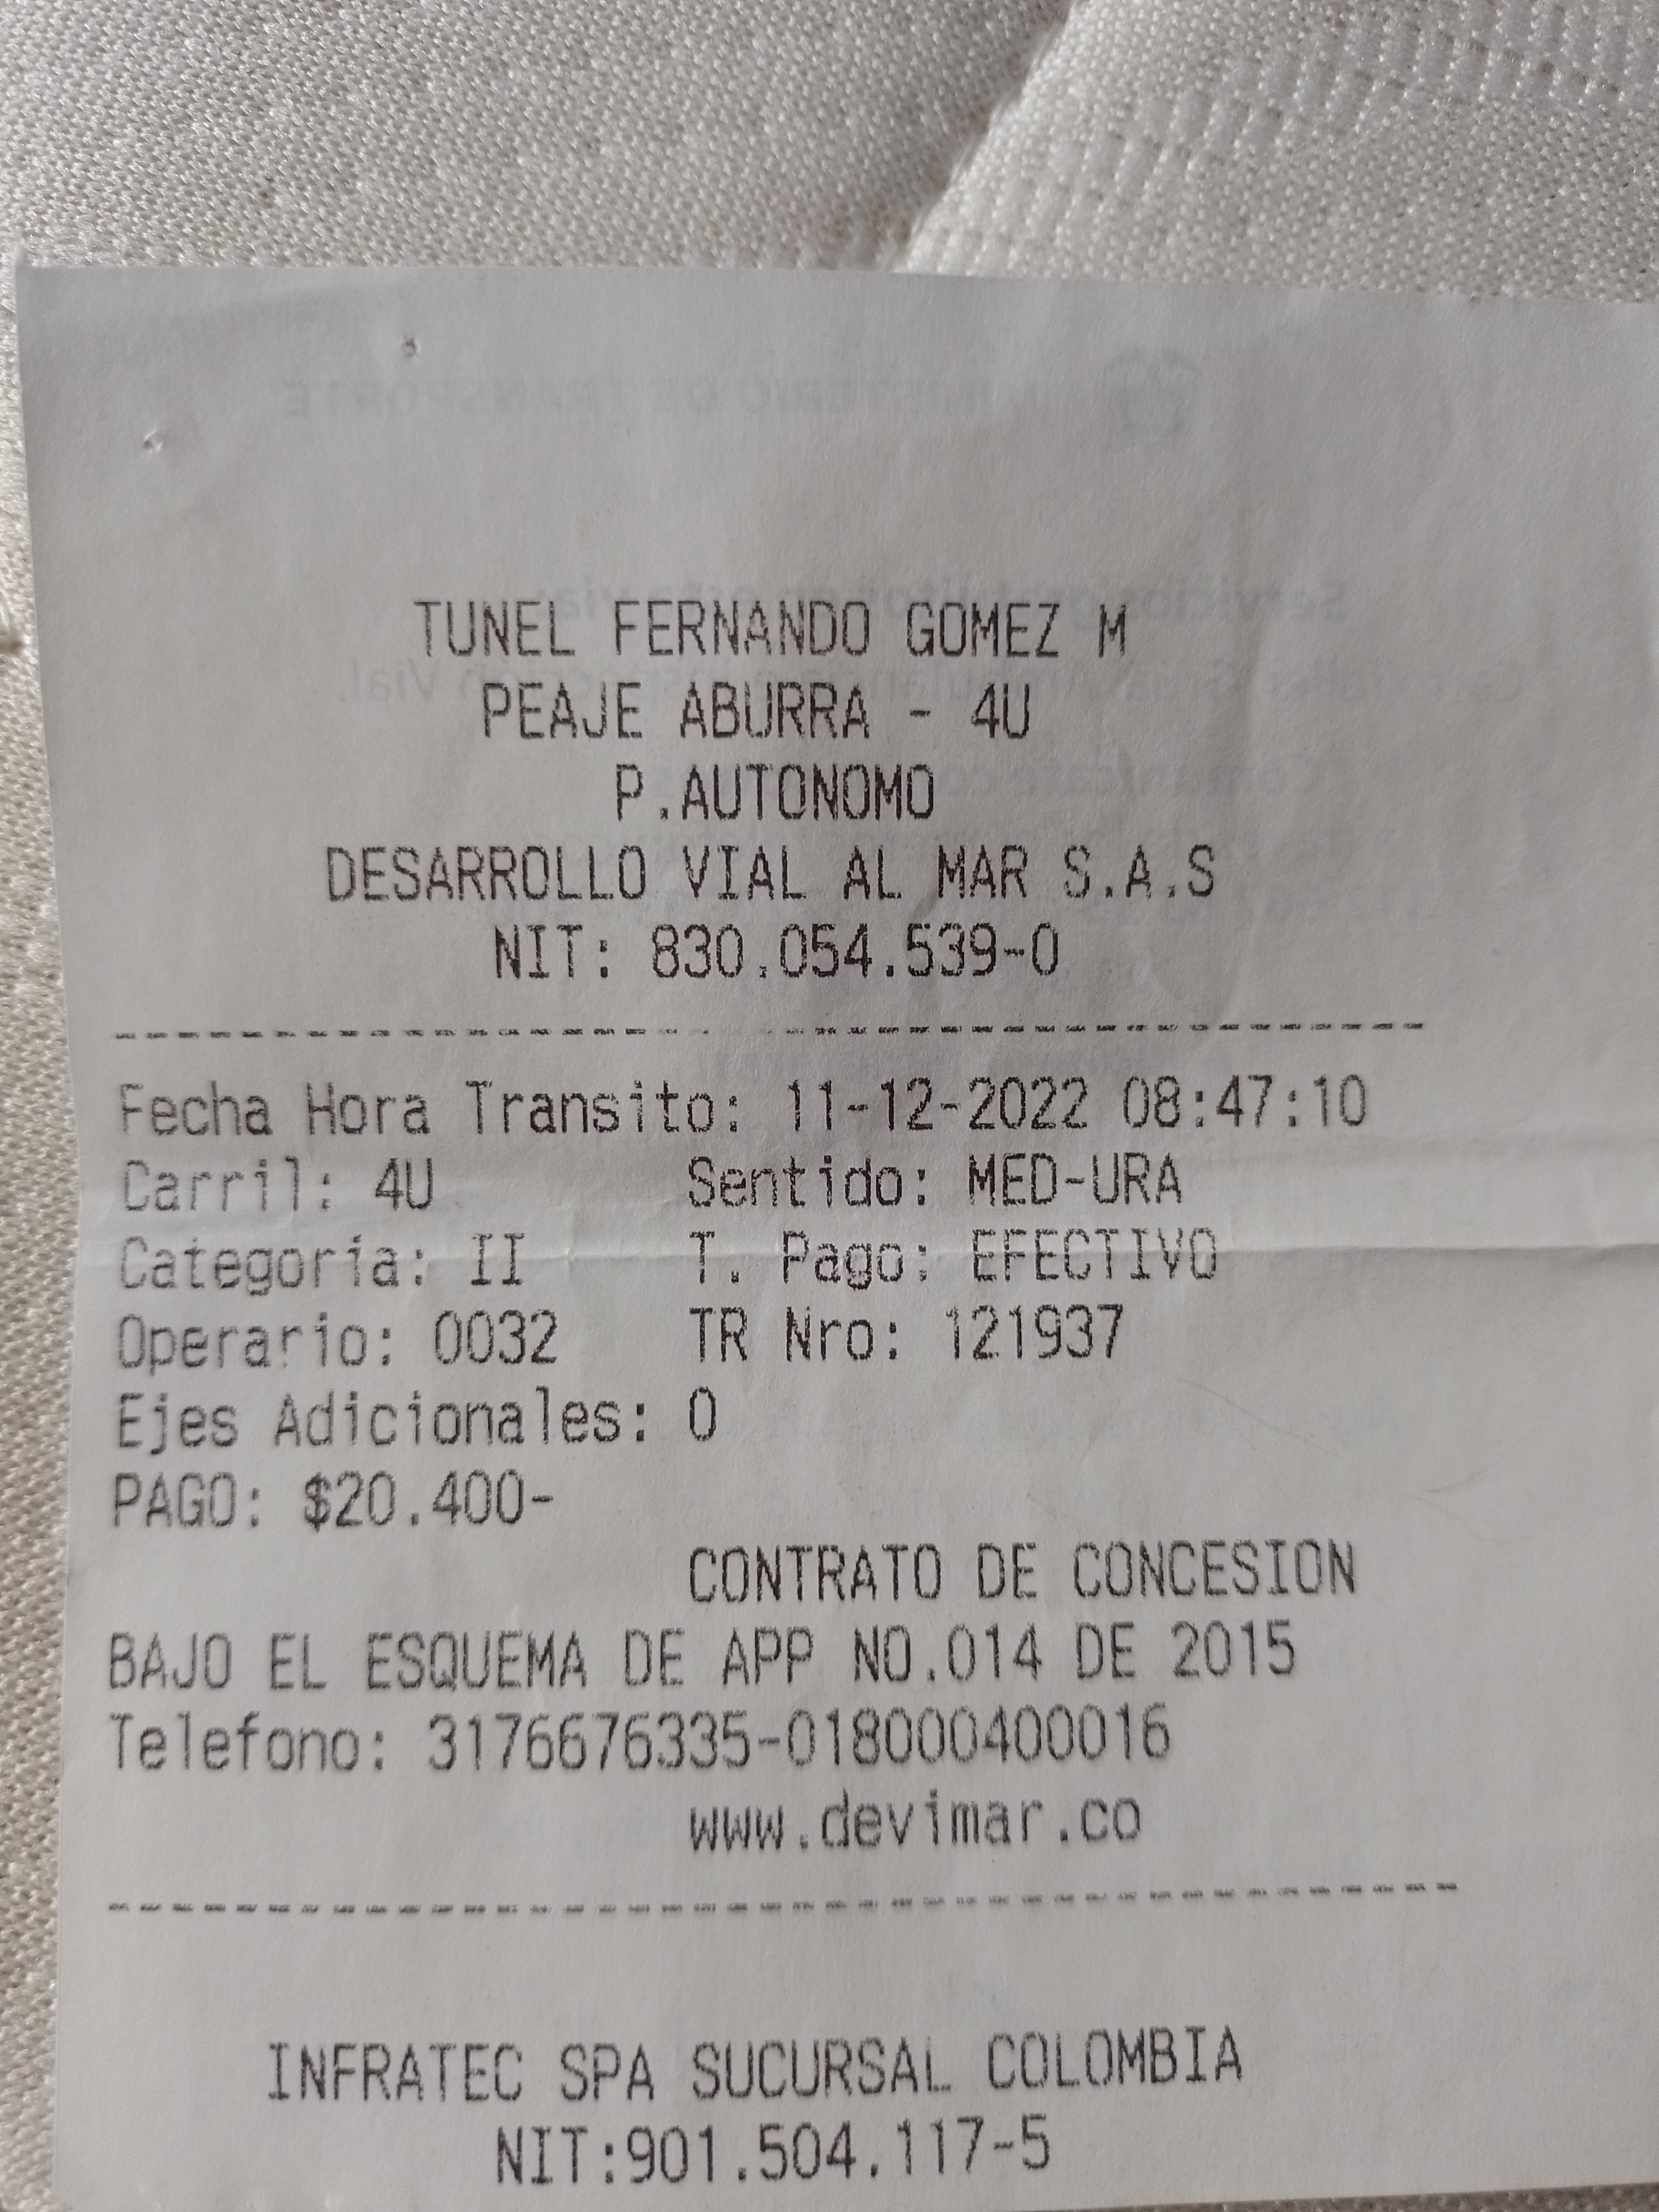 TUNEL FERNANDO GOMEZ M
PEAJE ABURRA - 4U
P.AUTONOMO
DESARROLLO VIAL AL MAR S.A.S
NIT: 830.054.539-0
Fecha Hora Transito: 11-12-2022 08:47:10
Carril: 4U Sentido: MED-URA
Categoria: II T. Pago: EFECTIVO
Operario: 0032 TR Nro: 121937
Ejes Adicionales: 0
PAGO: $20.400-
CONTRATO DE CONCESION
BAJO EL ESQUEMA DE APP NO.014 DE 2015
Telefono: 3176676335-018000400016
www.devimar.co
INFRATEC SPA SUCURSAL COLOMBIA
NIT:901.504.117-5